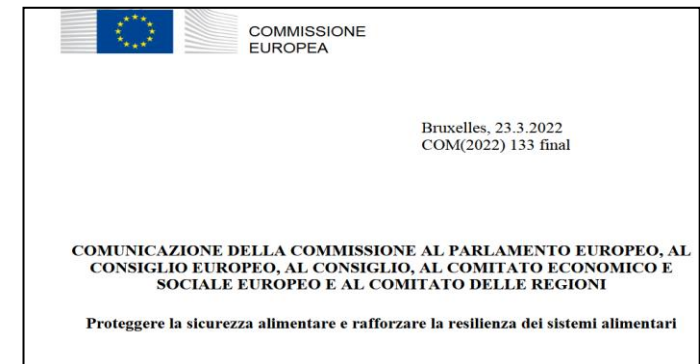 COMMISSIONE
EUROPEA
Bruxelles, 23.3.2022
COM(2022) 133 final
COMUNICAZIONE DELLA COMMISSIONE AL PARLAMENTO EUROPEO, AL
CONSIGLIO EUROPEO, AL CONSIGLIO, AL COMITATO ECONOMICO E
SOCIALE EUROPEO E AL COMITATO DELLE REGIONI
Proteggere la sicurezza alimentare e rafforzare la resilienza dei sistemi alimentari